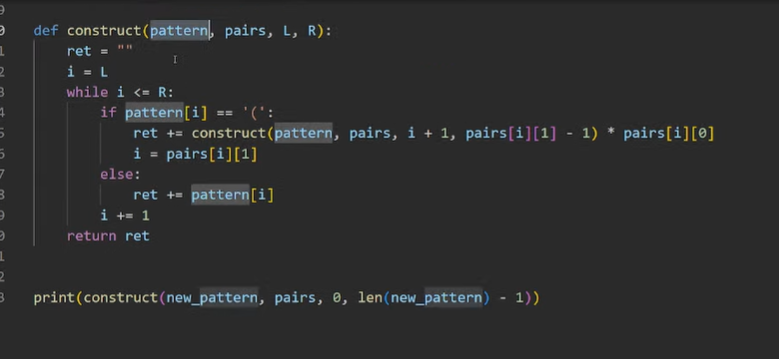 9
0 def construct(pattern, pairs, L, R):
1     ret = ""
2     i = L
3     while i <= R:
4         if pattern[i] == '(':
5             ret += construct(pattern, pairs, i + 1, pairs[i][1] - 1) * pairs[i][0]
6             i = pairs[i][1]
7         else:
8             ret += pattern[i]
9         i += 1
0     return ret
1
2
3 print(construct(new_pattern, pairs, 0, len(new_pattern) - 1))